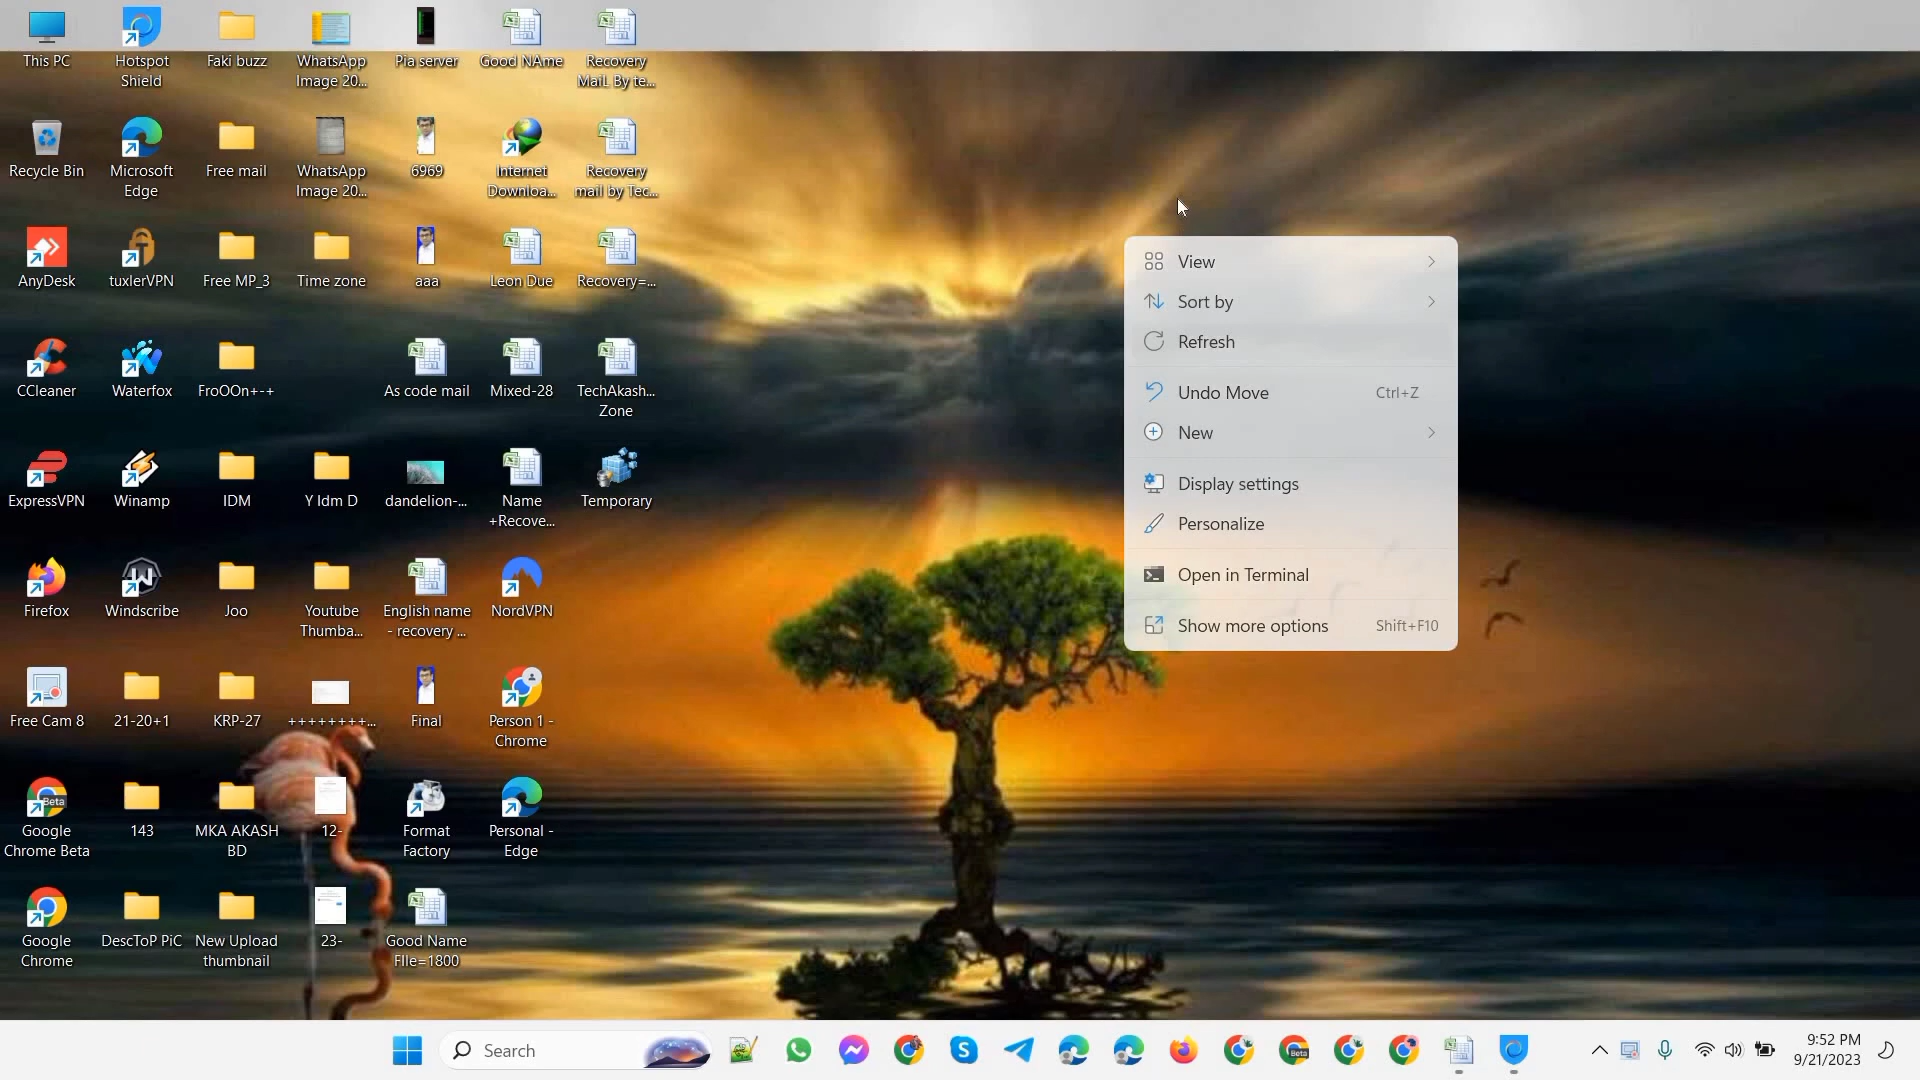 This PC
Hotspot
Shield
Faki buzz
WhatsApp
Image 20...
Pia server
Good NAme
Recovery
MaiL By te...
Recycle Bin
Microsoft
Edge
Free mail
WhatsApp
Image 20...
6969
Internet
Downloa...
Recovery
mail by Tec...
AnyDesk
tuxlerVPN
Free MP_3
Time zone
aaa
Leon Due
Recovery=...
CCleaner
Waterfox
FroOOn+-+
As code mail
Mixed-28
TechAkash...
Zone
ExpressVPN
Winamp
IDM
Y Idm D
dandelion-...
Name
+Recove...
Temporary
Firefox
Windscribe
Joo
Youtube
Thumba...
English name
- recovery ...
NordVPN
Free Cam 8
21-20+1
KRP-27
++++++++...
Final
Person 1 -
Chrome
Beta
Google
Chrome Beta
143
MKA AKASH
BD
12-
Format
Factory
Personal -
Edge
Google
Chrome
DescToP PiC
New Upload
thumbnail
23-
Good Name
FIle=1800
View
Sort by
Refresh
Undo Move Ctrl+Z
New
Display settings
Personalize
Open in Terminal
Show more options Shift+F10
Search
Beta
9:52 PM
9/21/2023